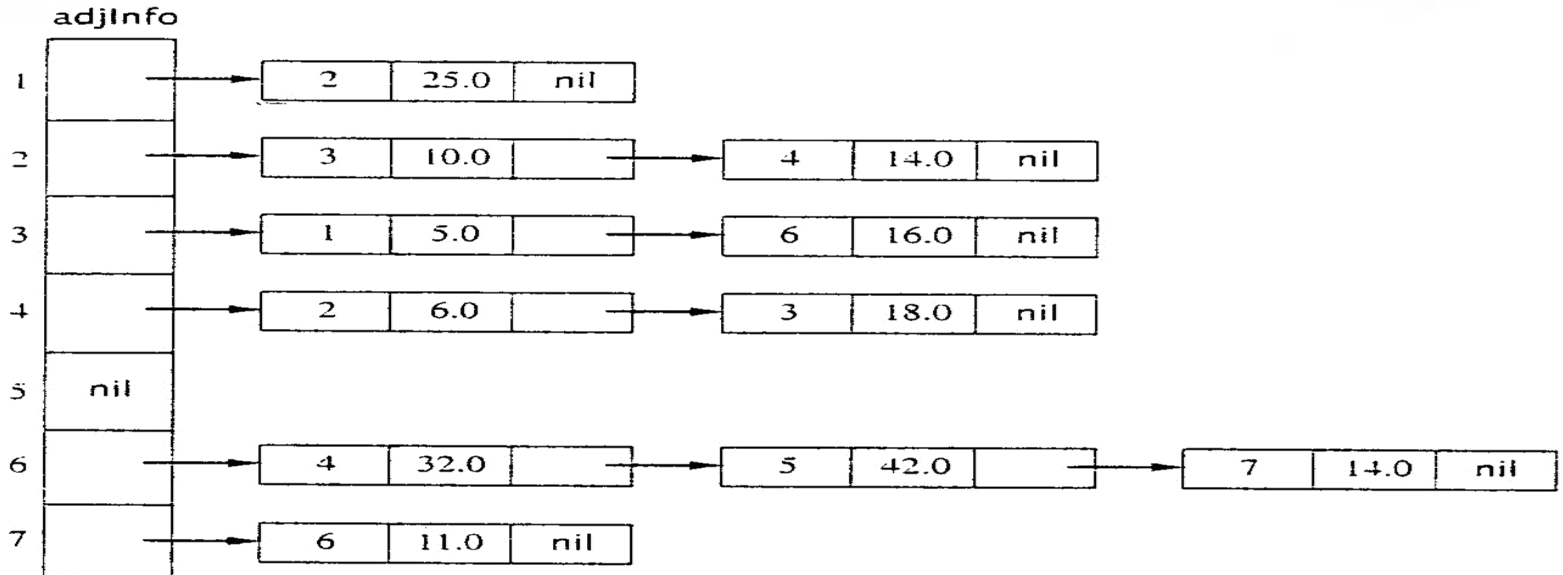 adjInfo
1 2 25.0 nil
2 3 10.0 4 14.0 nil
3 1 5.0 6 16.0 nil
4 2 6.0 3 18.0 nil
5 nil
6 4 32.0 5 42.0 7 14.0 nil
7 6 11.0 nil